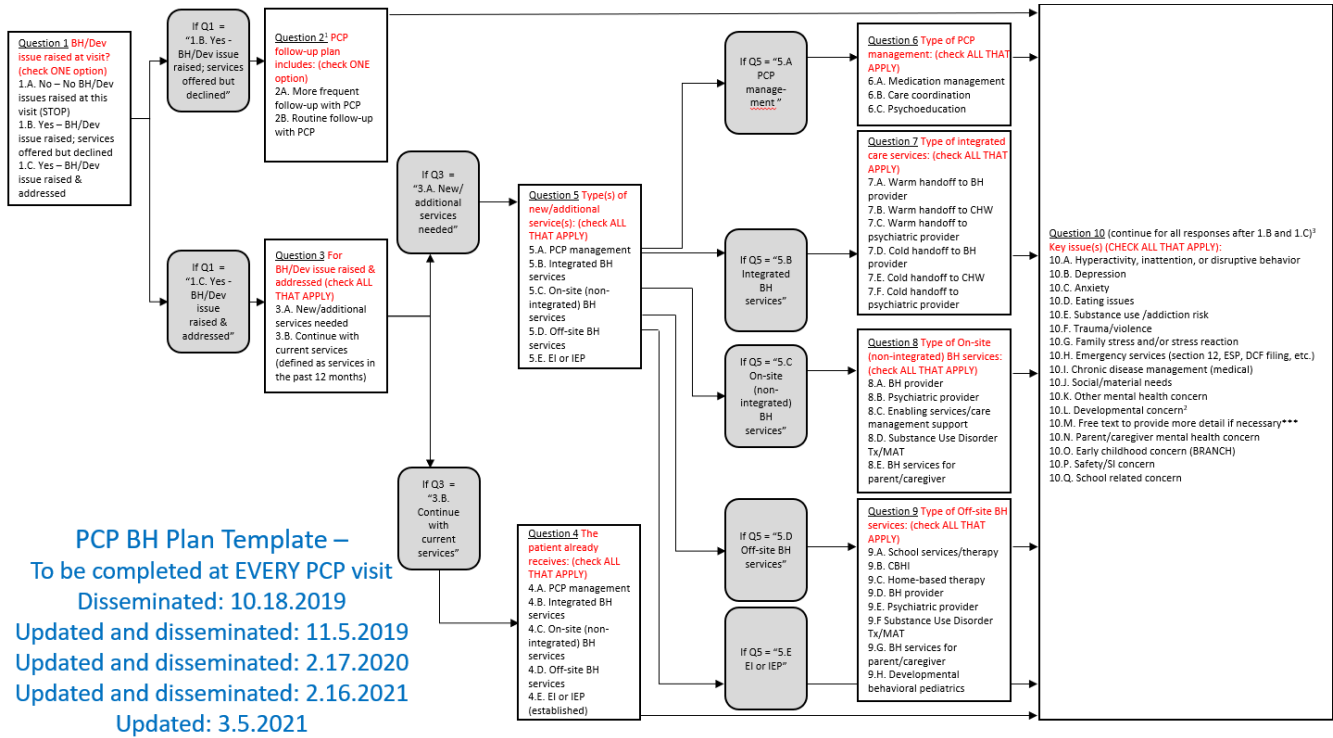 Question 1 BH/Dev
issue raised at visit?
(check ONE option)
1.A. No – No BH/Dev
issues raised at this
visit (STOP)
1.B. Yes – BH/Dev
issue raised; services
offered but declined
1.C. Yes – BH/Dev
issue raised &
addressed
If Q1 =
“1.B. Yes -
BH/Dev issue
raised; services
offered but
declined”
Question 2¹ PCP
follow-up plan
includes: (check ONE
option)
2A. More frequent
follow-up with PCP
2B. Routine follow-up
with PCP
If Q1 =
“1.C. Yes -
BH/Dev
issue
raised &
addressed”
Question 3 For
BH/Dev issue raised &
addressed (check ALL
THAT APPLY)
3.A. New/additional
services needed
3.B. Continue with
current services
(defined as services in
the past 12 months)
If Q3 =
“3.A. New/
additional
services
needed”
If Q3 =
“3.B.
Continue
with
current
services”
Question 5 Type(s) of
new/additional
service(s): (check ALL
THAT APPLY)
5.A. PCP management
5.B. Integrated BH
services
5.C. On-site (non-
integrated) BH
services
5.D. Off-site BH
services
5.E. EI or IEP
Question 4 The
patient already
receives: (check ALL
THAT APPLY)
4.A. PCP management
4.B. Integrated BH
services
4.C. On-site (non-
integrated) BH
services
4.D. Off-site BH
services
4.E. EI or IEP
(established)
If Q5 = “5.A
PCP
manage-
ment ”
If Q5 = “5.B
Integrated
BH
services”
If Q5 = “5.C
On-site
(non-
integrated)
BH
services”
If Q5 = “5.D
Off-site BH
services”
If Q5 = “5.E
EI or IEP”
Question 6 Type of PCP
management: (check ALL THAT
APPLY)
6.A. Medication management
6.B. Care coordination
6.C. Psychoeducation
Question 7 Type of integrated
care services: (check ALL THAT
APPLY)
7.A. Warm handoff to BH
provider
7.B. Warm handoff to CHW
7.C. Warm handoff to
psychiatric provider
7.D. Cold handoff to BH
provider
7.E. Cold handoff to CHW
7.F. Cold handoff to
psychiatric provider
Question 8 Type of On-site
(non-integrated) BH services:
(check ALL THAT APPLY)
8.A. BH provider
8.B. Psychiatric provider
8.C. Enabling services/care
management support
8.D. Substance Use Disorder
Tx/MAT
8.E. BH services for
parent/caregiver
Question 9 Type of Off-site BH
services: (check ALL THAT
APPLY)
9.A. School services/therapy
9.B. CBHI
9.C. Home-based therapy
9.D. BH provider
9.E. Psychiatric provider
9.F Substance Use Disorder
Tx/MAT
9.G. BH services for
parent/caregiver
9.H. Developmental
behavioral pediatrics
Question 10 (continue for all responses after 1.B and 1.C)³
Key issue(s) (CHECK ALL THAT APPLY):
10.A. Hyperactivity, inattention, or disruptive behavior
10.B. Depression
10.C. Anxiety
10.D. Eating issues
10.E. Substance use /addiction risk
10.F. Trauma/violence
10.G. Family stress and/or stress reaction
10.H. Emergency services (section 12, ESP, DCF filing, etc.)
10.I. Chronic disease management (medical)
10.J. Social/material needs
10.K. Other mental health concern
10.L. Developmental concern²
10.M. Free text to provide more detail if necessary***
10.N. Parent/caregiver mental health concern
10.O. Early childhood concern (BRANCH)
10.P. Safety/SI concern
10.Q. School related concern
PCP BH Plan Template –
To be completed at EVERY PCP visit
Disseminated: 10.18.2019
Updated and disseminated: 11.5.2019
Updated and disseminated: 2.17.2020
Updated and disseminated: 2.16.2021
Updated: 3.5.2021